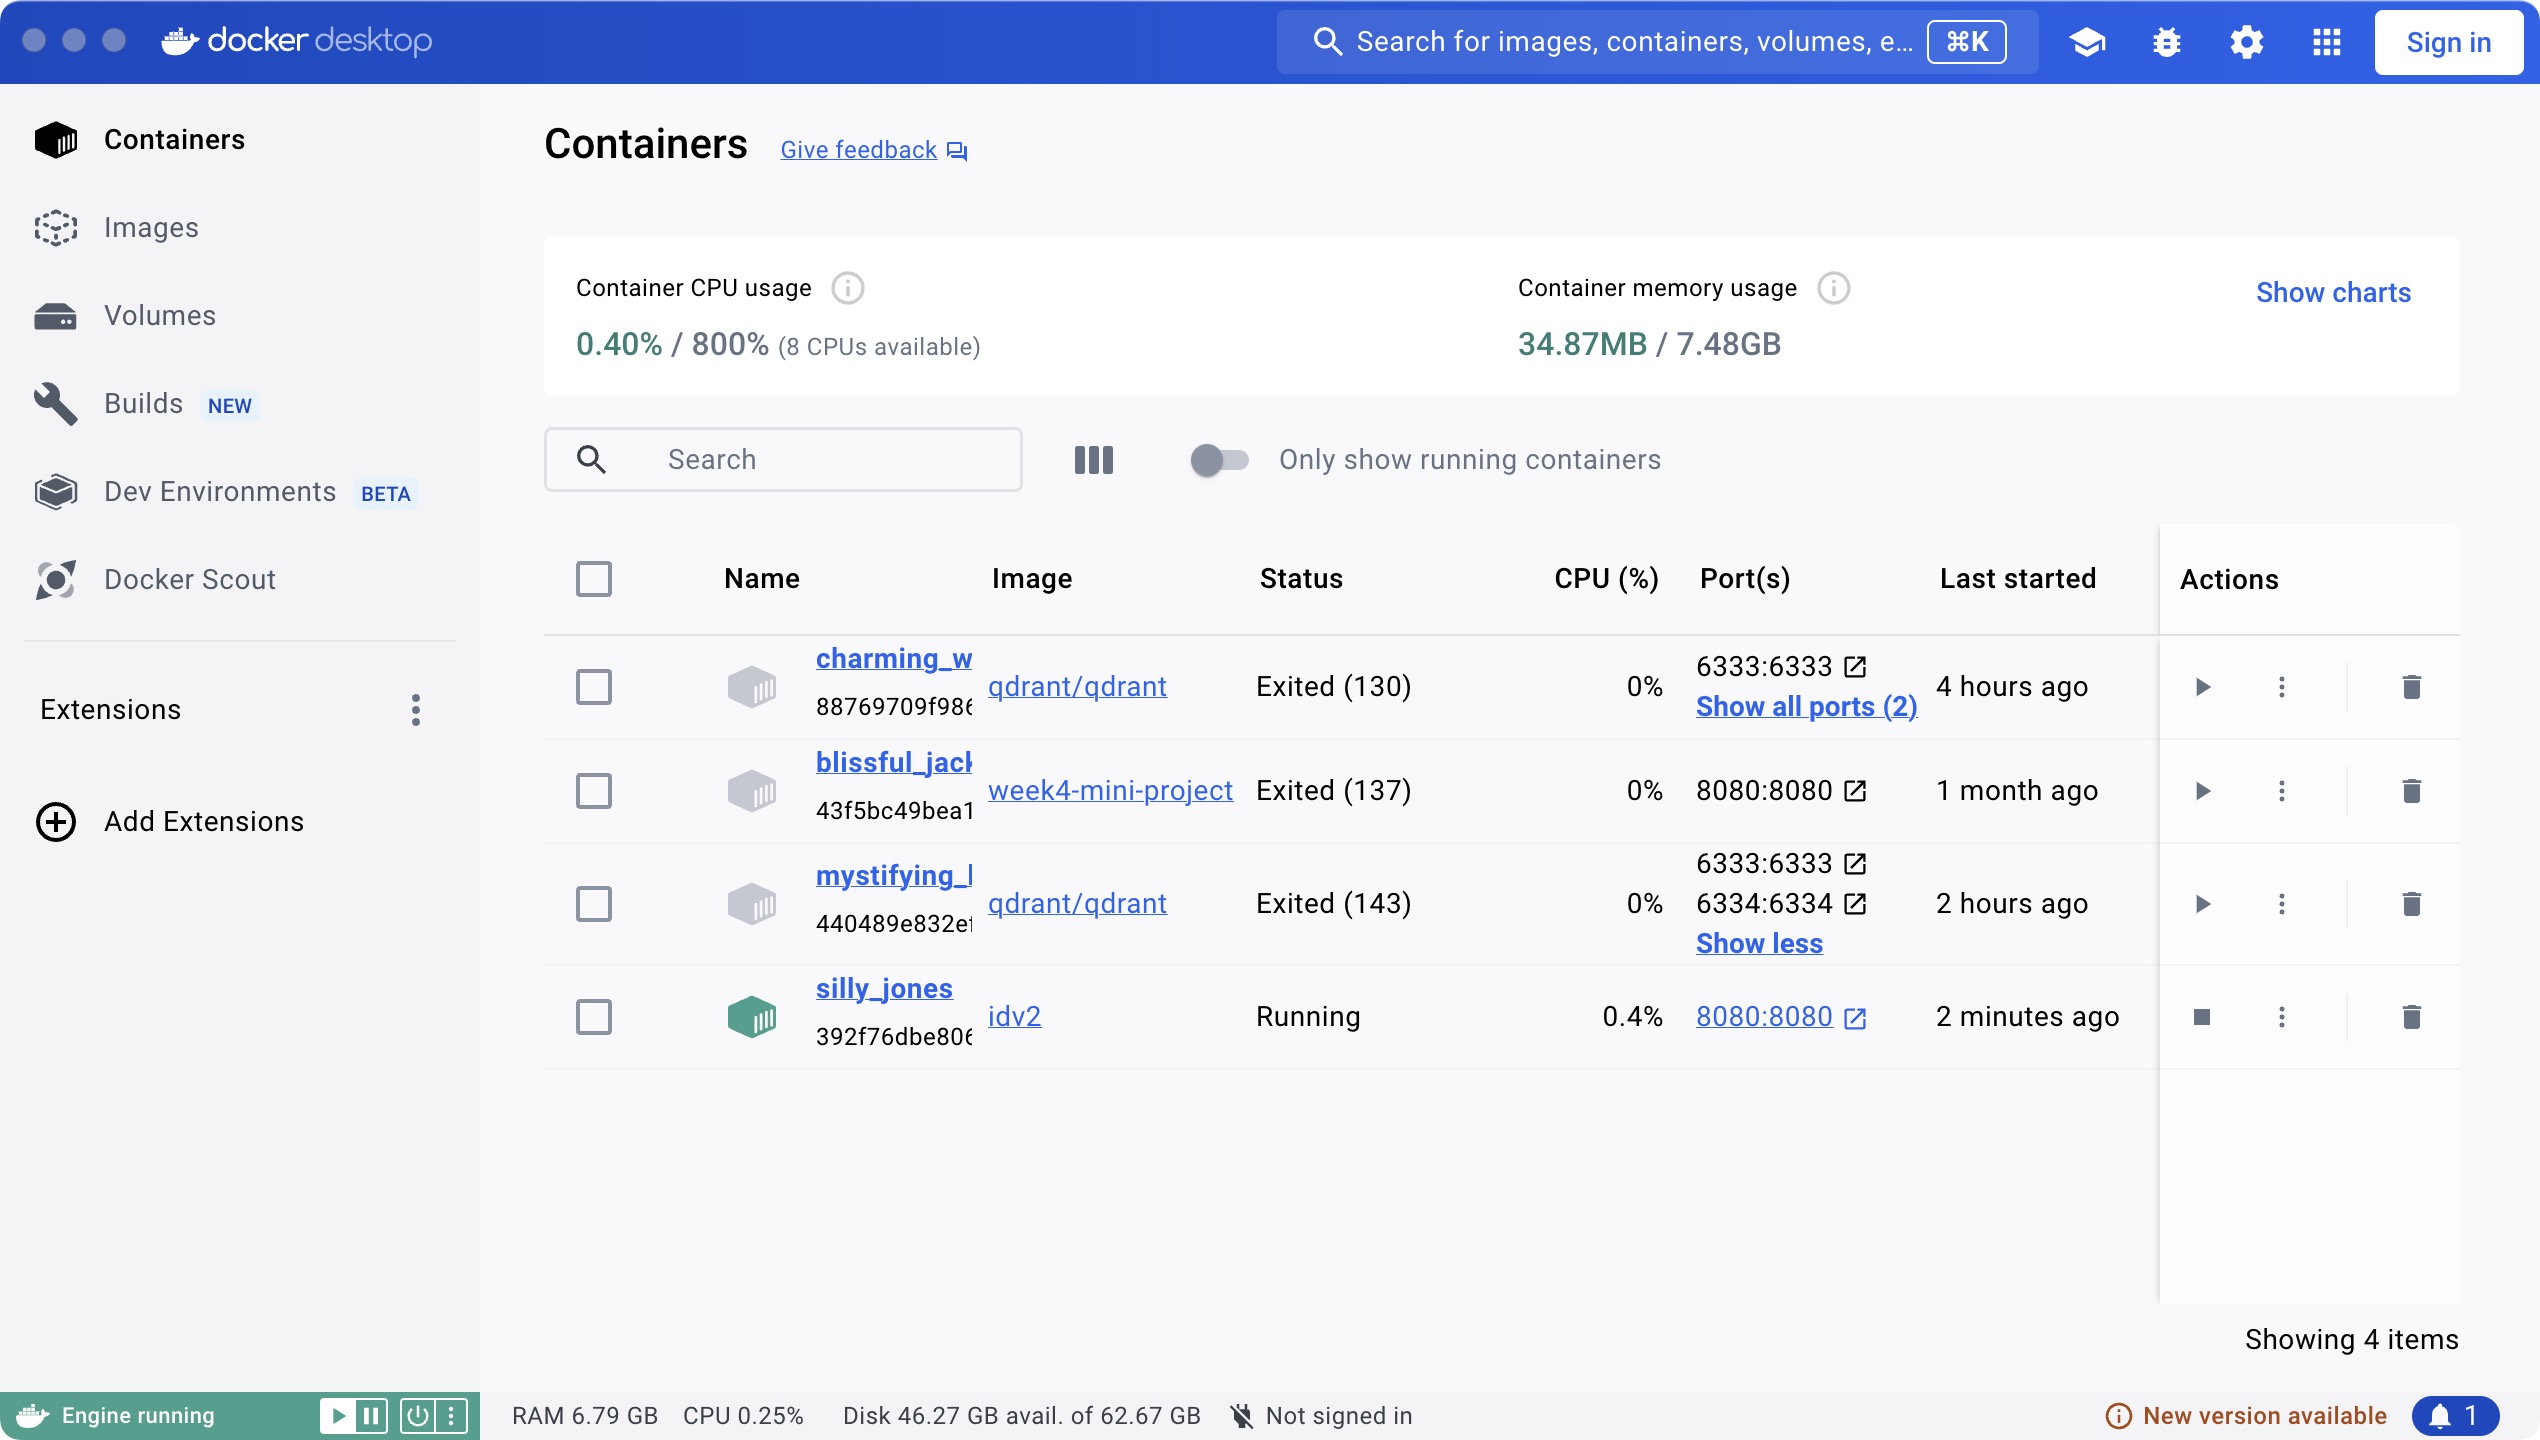 docker desktop
Search for images, containers, volumes, e... ⌘K
Sign in
Containers
Images
Volumes
Builds NEW
Dev Environments BETA
Docker Scout
Extensions
Add Extensions
Containers Give feedback
Container CPU usage
0.40% / 800% (8 CPUs available)
Container memory usage
34.87MB / 7.48GB
Show charts
Search
Only show running containers
Name Image Status CPU (%) Port(s) Last started Actions
charming_w
88769709f986
qdrant/qdrant Exited (130) 0%
6333:6333
Show all ports (2)
4 hours ago
blissful_jack
43f5bc49bea1
week4-mini-project Exited (137) 0% 8080:8080 1 month ago
mystifying_
440489e832e
qdrant/qdrant Exited (143) 0%
6333:6333
6334:6334
Show less
2 hours ago
silly_jones
392f76dbe806
idv2 Running 0.4% 8080:8080 2 minutes ago
Showing 4 items
Engine running
RAM 6.79 GB CPU 0.25% Disk 46.27 GB avail. of 62.67 GB Not signed in
New version available 1